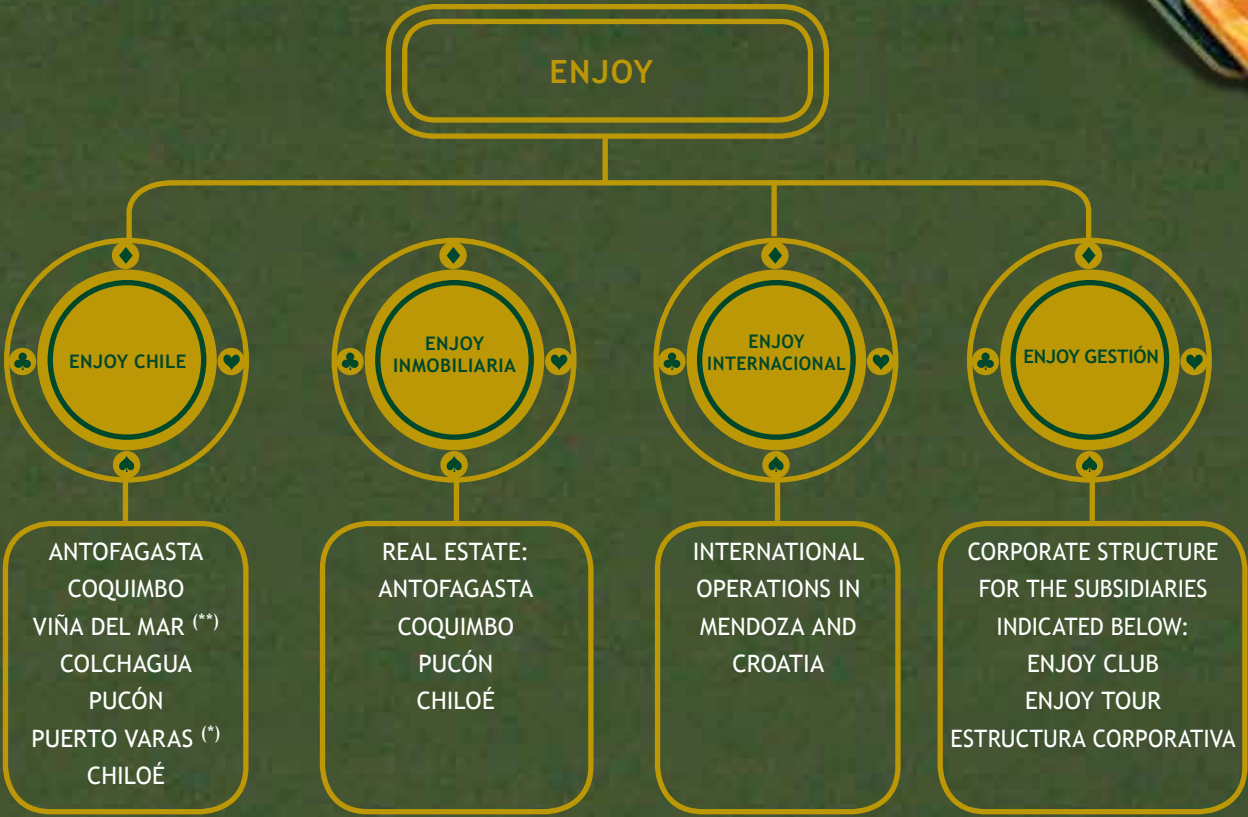 ENJOY
ENJOY CHILE
ENJOY
INMOBILIARIA
ENJOY
INTERNACIONAL
ENJOY GESTIÓN
ANTOFAGASTA
COQUIMBO
VIÑA DEL MAR (**)
COLCHAGUA
PUCÓN
PUERTO VARAS (*)
CHILOÉ
REAL ESTATE:
ANTOFAGASTA
COQUIMBO
PUCÓN
CHILOÉ
INTERNATIONAL
OPERATIONS IN
MENDOZA AND
CROATIA
CORPORATE STRUCTURE
FOR THE SUBSIDIARIES
INDICATED BELOW:
ENJOY CLUB
ENJOY TOUR
ESTRUCTURA CORPORATIVA